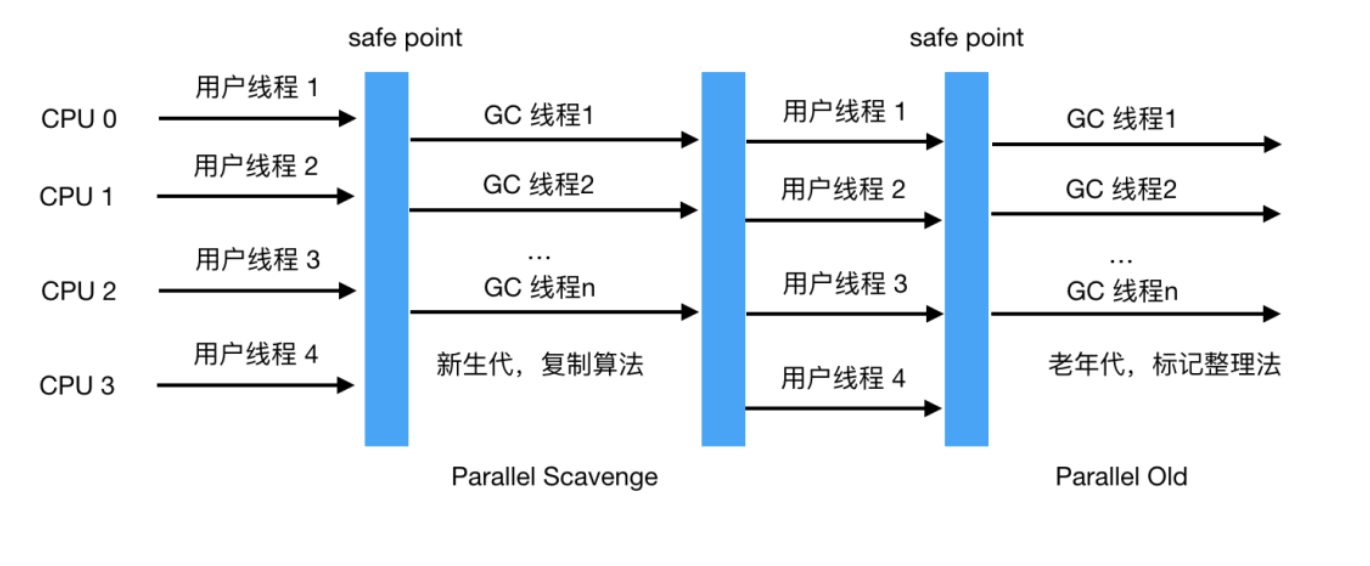 safe point
safe point
CPU 0
用户线程 1
GC 线程1
用户线程 1
GC 线程1
CPU 1
用户线程 2
GC 线程2
用户线程 2
GC 线程2
...
...
CPU 2
用户线程 3
GC 线程n
用户线程 3
GC 线程n
CPU 3
用户线程 4
新生代，复制算法
用户线程 4
老年代，标记整理法
Parallel Scavenge
Parallel Old